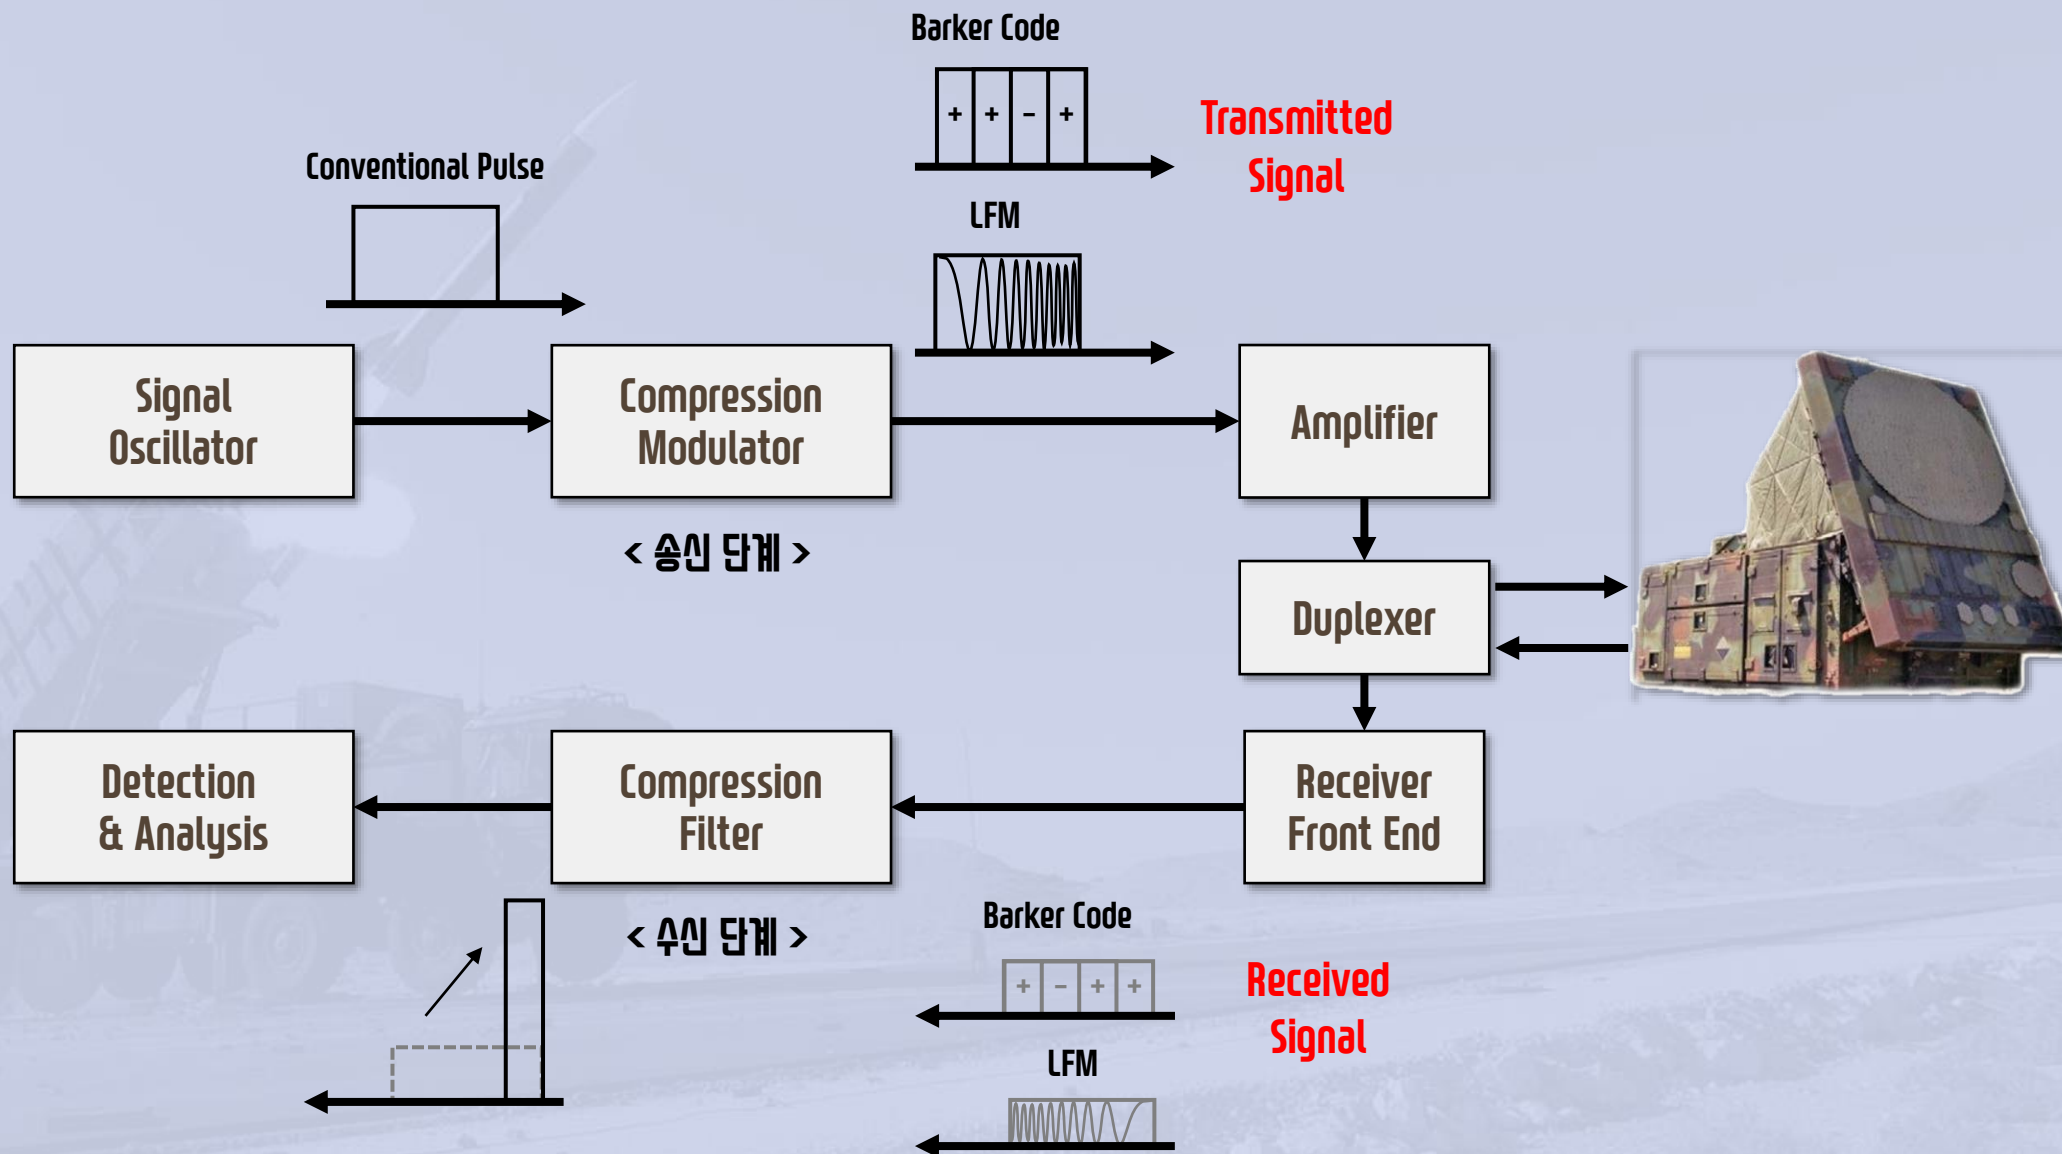 Barker Code
+ + - +
Transmitted
Signal
Conventional Pulse
LFM
Signal
Oscillator
Compression
Modulator
Amplifier
< 송신 단계 >
Duplexer
Detection
& Analysis
Compression
Filter
Receiver
Front End
< 수신 단계 >
Barker Code
+ - + +
Received
Signal
LFM